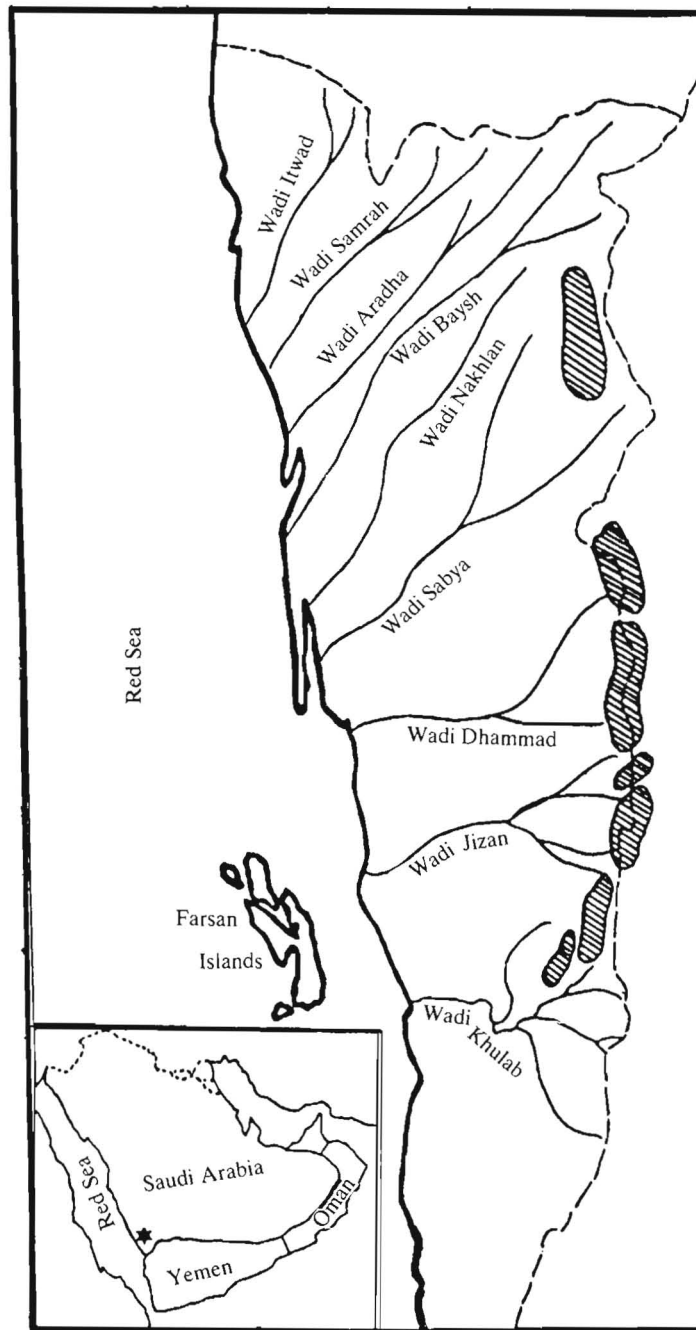 Wadi Itwad
Wadi Samrah
Wadi Aradha
Wadi Baysh
Wadi Nakhlan
Wadi Sabya
Red Sea
Wadi Dhammad
Wadi Jizan
Farsan
Islands
Wadi
Khulab
Saudi Arabia
Red Sea
Oman
Yemen